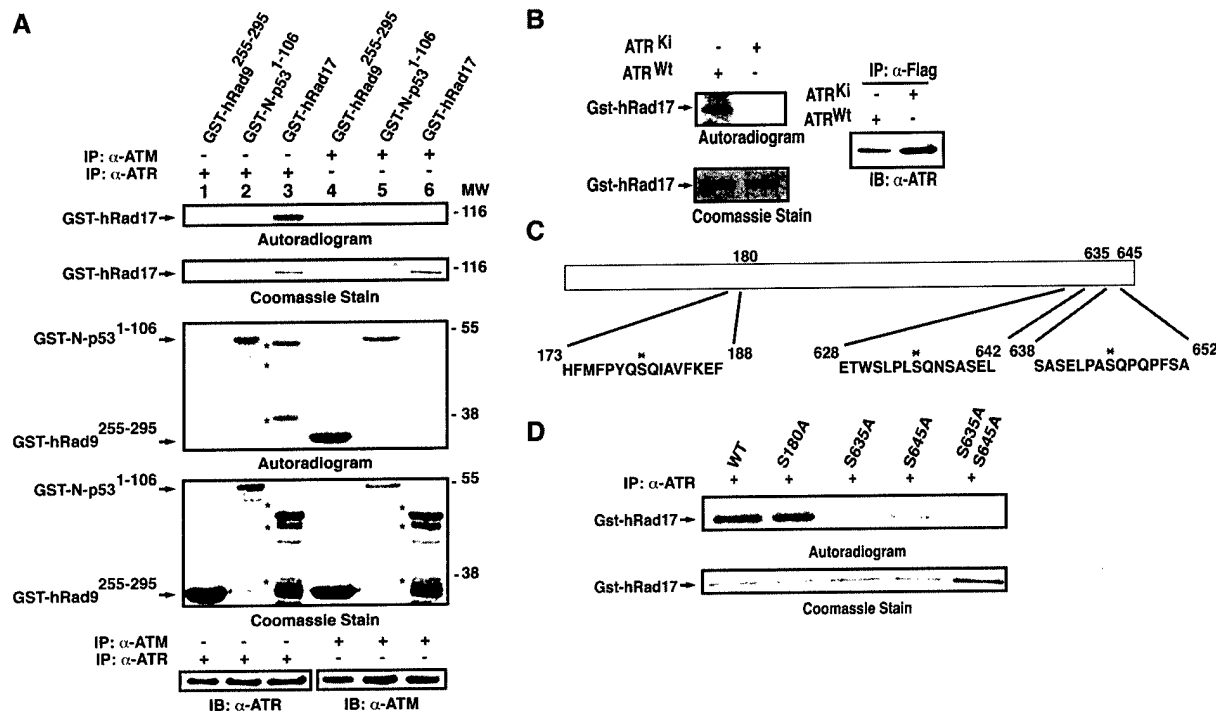 A
GST-hRad9 255-295
GST-N-p53 1-106
GST-hRad17
GST-hRad9 255-295
GST-N-p53 1-106
GST-hRad17
IP: α-ATM - - - + + +
IP: α-ATR + + + - - -
1 2 3 4 5 6 MW
GST-hRad17 - 116
Autoradiogram
GST-hRad17 - 116
Coomassie Stain
GST-N-p53 1-106 - 55
*
*
*
- 38
GST-hRad9 255-295
Autoradiogram
GST-N-p53 1-106 - 55
*
*
*
- 38
GST-hRad9 255-295
Coomassie Stain
IP: α-ATM - - - + + +
IP: α-ATR + + + - - -
IB: α-ATR IB: α-ATM
B
ATR Ki - +
ATR Wt + -
Gst-hRad17
Autoradiogram
Gst-hRad17
Coomassie Stain
IP: α-Flag
ATR Ki - +
ATR Wt + -
IB: α-ATR
C
180 635 645
173 * 188
HFMFPYQSQIAVFKEF
628 * 642
ETWSLPLSQNSASEL
638 * 652
SASELPASQPQPFSA
D
WT
S180A
S635A
S645A
S635A
S645A
IP: α-ATR + + + + +
Gst-hRad17
Autoradiogram
Gst-hRad17
Coomassie Stain